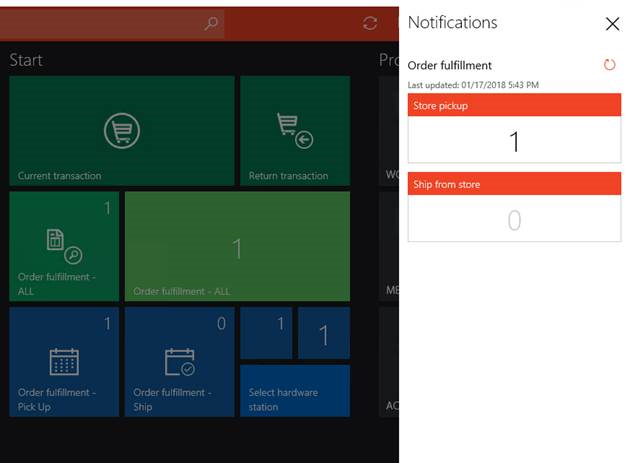 Notifications
Start
Pro
Order fulfillment
Last updated: 01/17/2018 5:43 PM
Store pickup
1
Ship from store
0
Current transaction
Return transaction
WO
1
Order fulfillment -
ALL
1
Order fulfillment - ALL
ME
1
Order fulfillment -
Pick Up
0
Order fulfillment -
Ship
1
1
Select hardware
station
AC